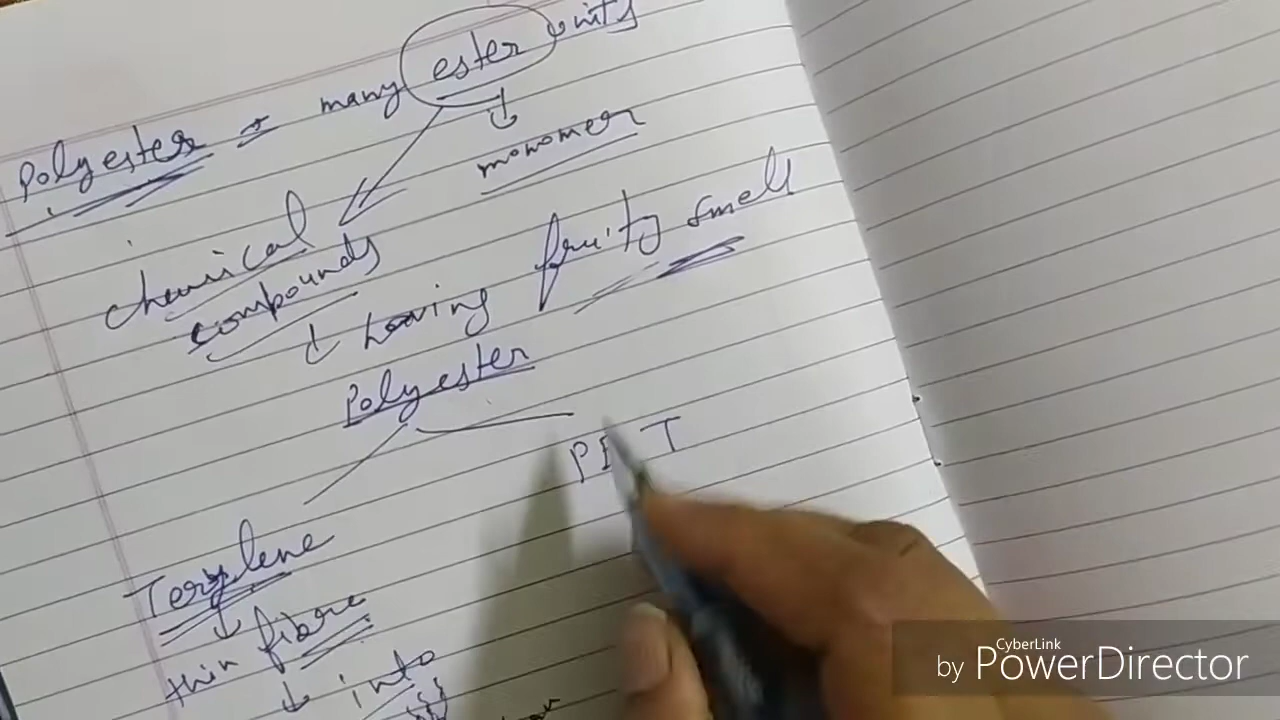 Polyester → many ester units
↓ monomer
chemical compounds
↓ Having fruity smell
Polyester
PET
Terylene
↓
thin fibre
↓ into
CyberLink
by PowerDirector